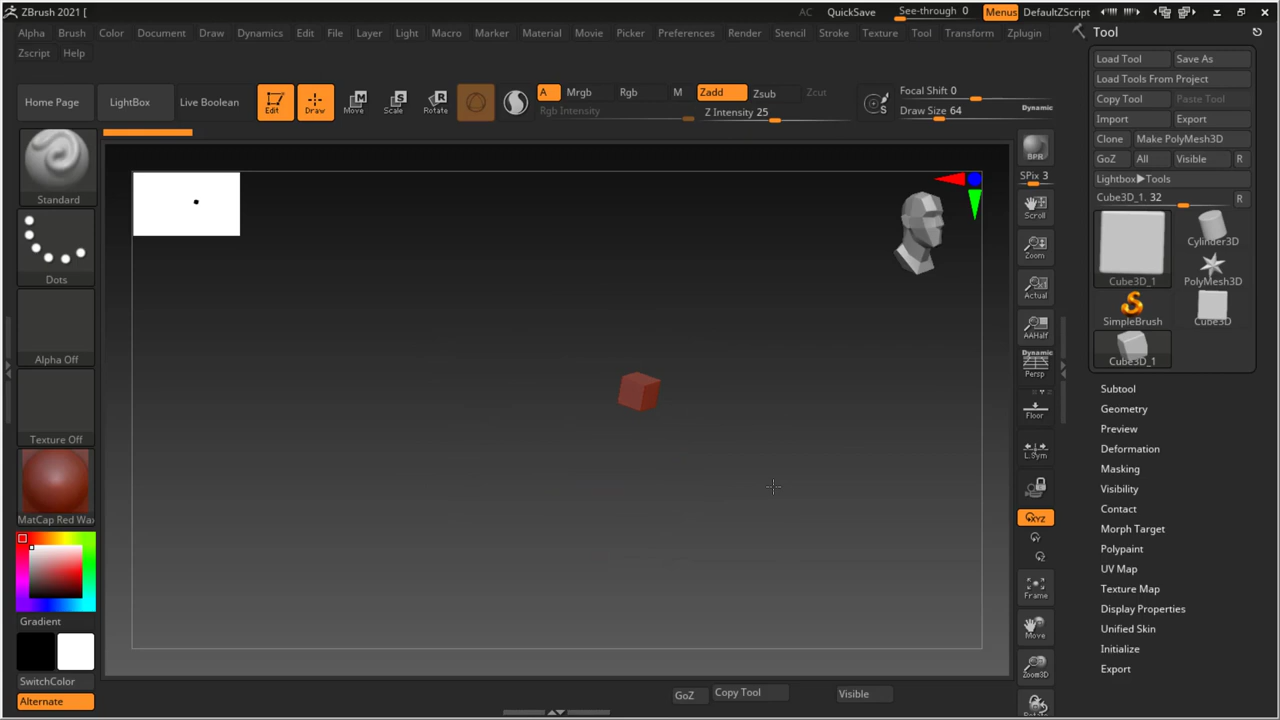 ZBrush 2021 [ AC QuickSave See-through 0 Menus DefaultZScript
Alpha Brush Color Document Draw Dynamics Edit File Layer Light Macro Marker Material Movie Picker Preferences Render Stencil Stroke Texture Tool Transform Zplugin
Zscript Help
Home Page LightBox Live Boolean Edit Draw Move Scale Rotate
A Mrgb Rgb M Zadd Zsub Zcut
Rgb Intensity Z Intensity 25
Focal Shift 0
Draw Size 64 Dynamic
Standard
Dots
Alpha Off
Texture Off
MatCap Red Wax
Gradient
SwitchColor
Alternate
BPR
SPix 3
Scroll
Zoom
Actual
AAHalf
Dynamic
Persp
Floor
L.Sym
XYZ
Y
Z
Frame
Move
Zoom3D
Rotate
GoZ Copy Tool Visible
Tool
Load Tool Save As
Load Tools From Project
Copy Tool Paste Tool
Import Export
Clone Make PolyMesh3D
GoZ All Visible R
Lightbox▶Tools
Cube3D_1. 32 R
Cube3D_1 Cylinder3D
PolyMesh3D
SimpleBrush Cube3D
Cube3D_1
Subtool
Geometry
Preview
Deformation
Masking
Visibility
Contact
Morph Target
Polypaint
UV Map
Texture Map
Display Properties
Unified Skin
Initialize
Export